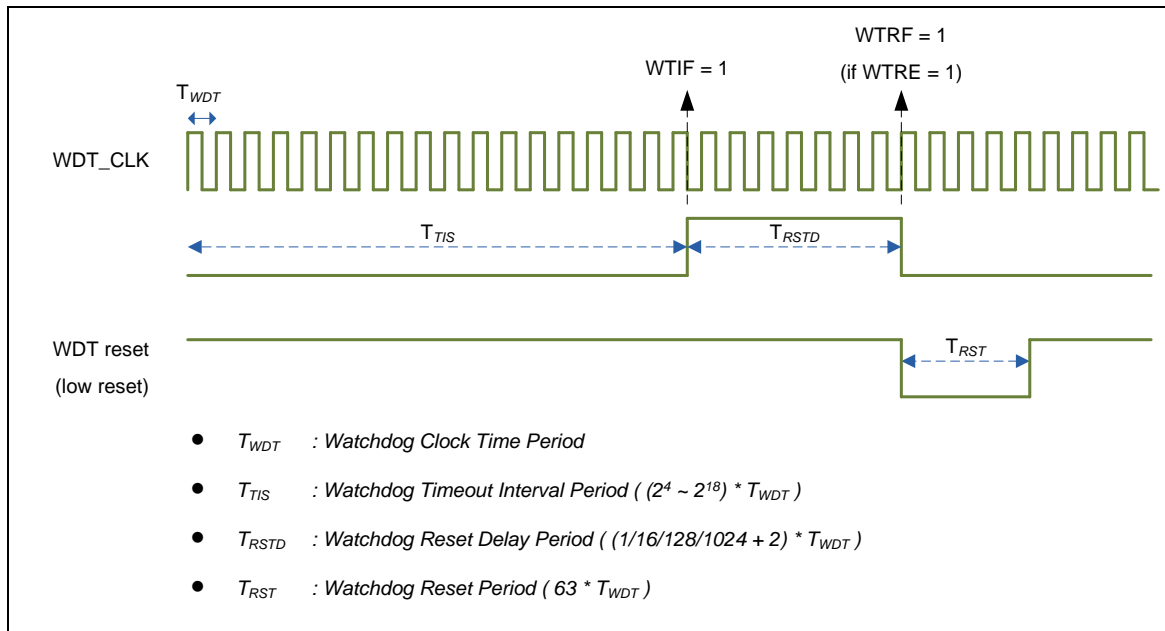 WTRF = 1
WTIF = 1
(if WTRE = 1)
TWDT
WDT_CLK
TTIS
TRSTD
WDT reset
(low reset)
TRST
● TWDT : Watchdog Clock Time Period
● TTIS : Watchdog Timeout Interval Period ( (2⁴ ~ 2¹⁸) * TWDT )
● TRSTD : Watchdog Reset Delay Period ( (1/16/128/1024 + 2) * TWDT )
● TRST : Watchdog Reset Period ( 63 * TWDT )